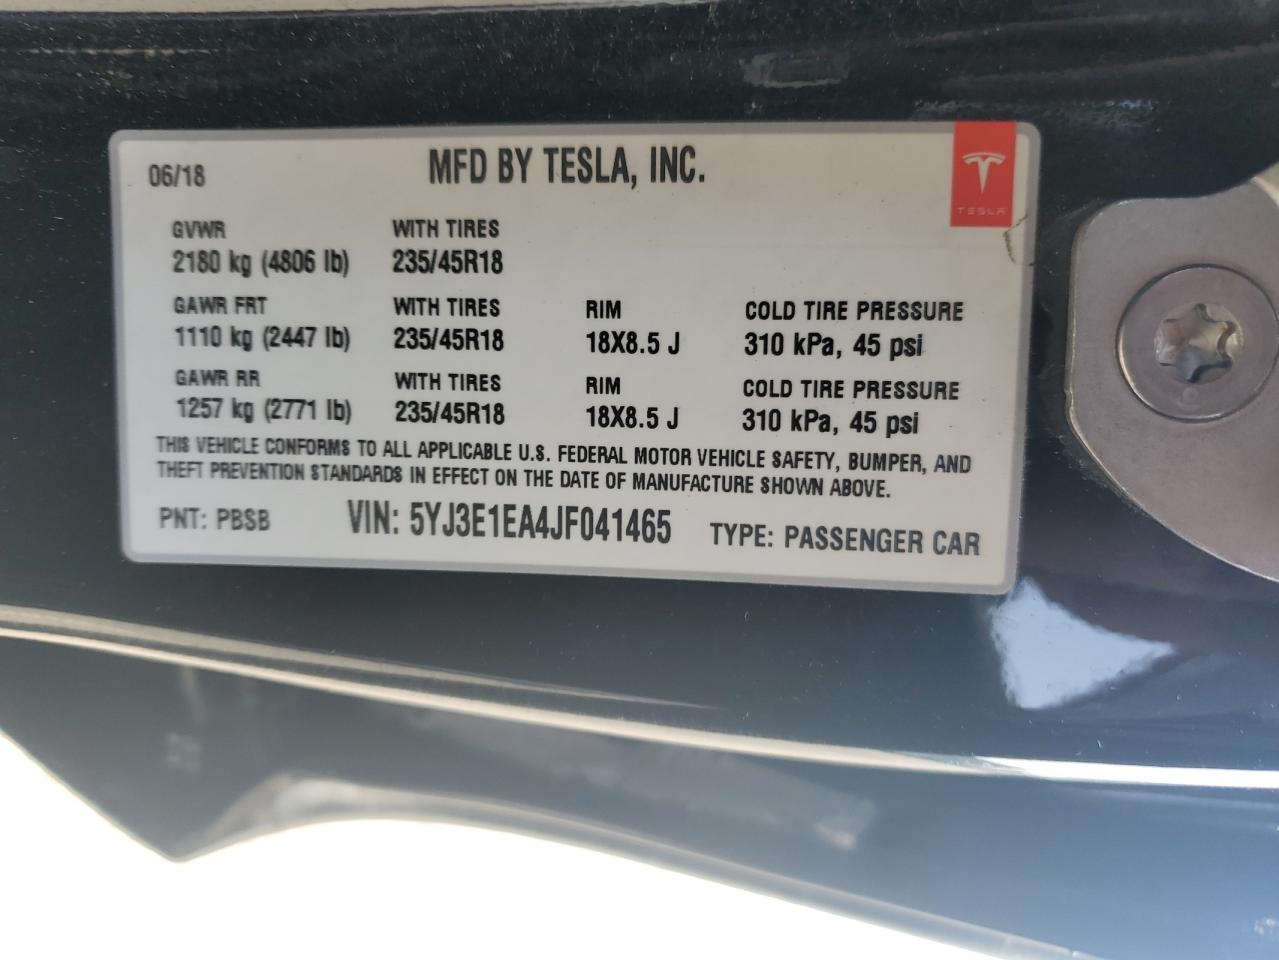 06/18 MFD BY TESLA, INC.
TESLA
GVWR WITH TIRES
2180 kg (4806 lb) 235/45R18
GAWR FRT WITH TIRES RIM COLD TIRE PRESSURE
1110 kg (2447 lb) 235/45R18 18X8.5 J 310 kPa, 45 psi
GAWR RR WITH TIRES RIM COLD TIRE PRESSURE
1257 kg (2771 lb) 235/45R18 18X8.5 J 310 kPa, 45 psi
THIS VEHICLE CONFORMS TO ALL APPLICABLE U.S. FEDERAL MOTOR VEHICLE SAFETY, BUMPER, AND
THEFT PREVENTION STANDARDS IN EFFECT ON THE DATE OF MANUFACTURE SHOWN ABOVE.
PNT: PBSB VIN: 5YJ3E1EA4JF041465 TYPE: PASSENGER CAR